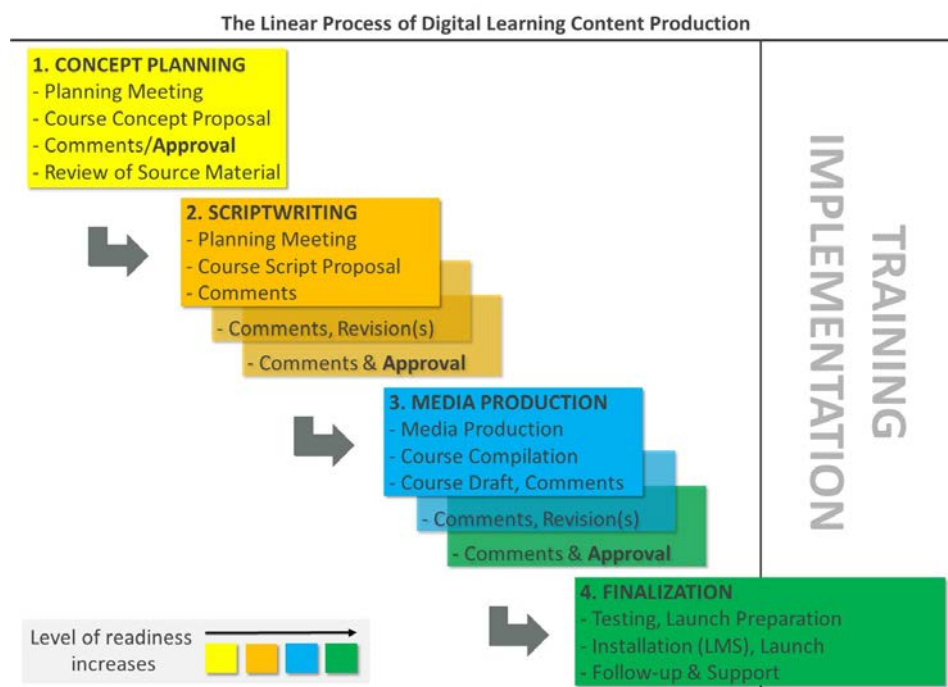 The Linear Process of Digital Learning Content Production
1. CONCEPT PLANNING
- Planning Meeting
- Course Concept Proposal
- Comments/Approval
- Review of Source Material
2. SCRIPTWRITING
- Planning Meeting
- Course Script Proposal
- Comments
- Comments, Revision(s)
- Comments & Approval
3. MEDIA PRODUCTION
- Media Production
- Course Compilation
- Course Draft, Comments
- Comments, Revision(s)
- Comments & Approval
4. FINALIZATION
- Testing, Launch Preparation
- Installation (LMS), Launch
- Follow-up & Support
TRAINING
IMPLEMENTATION
Level of readiness
increases